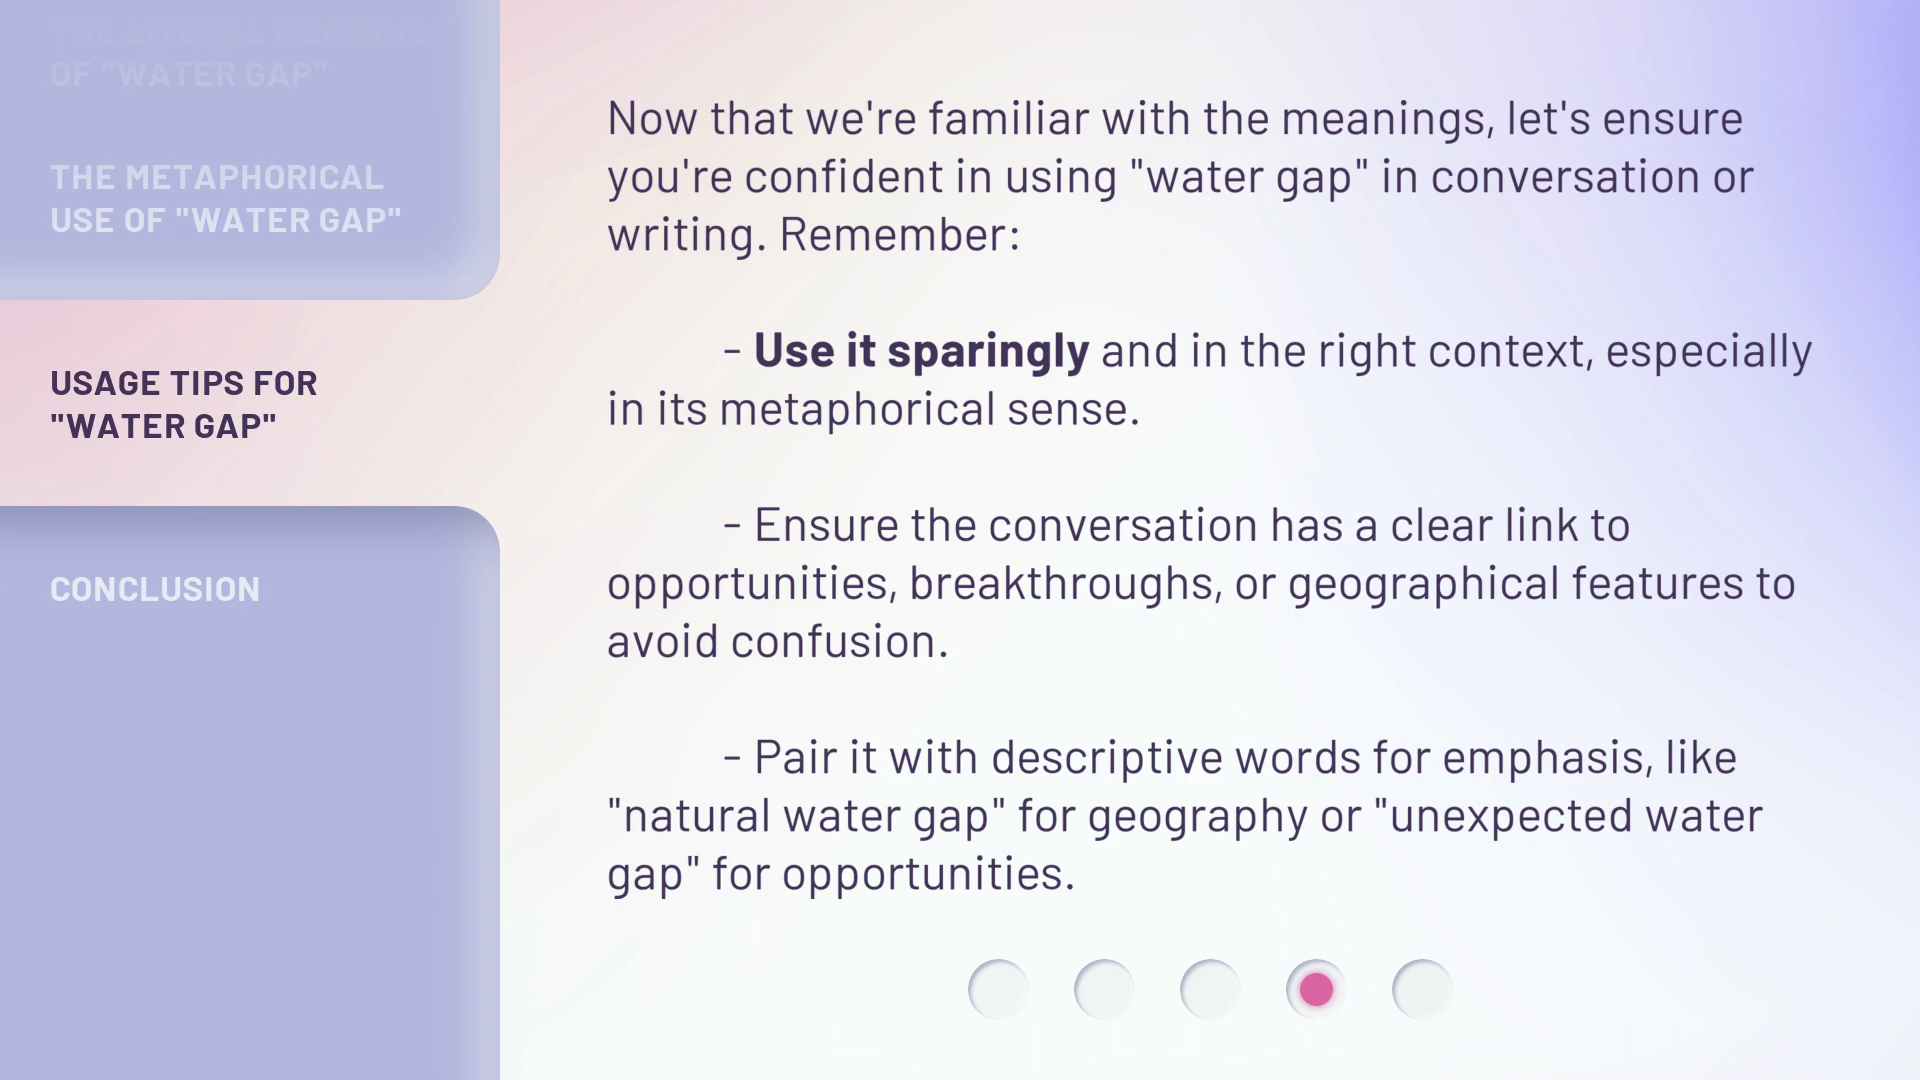 THE LITERAL MEANING
OF "WATER GAP"
THE METAPHORICAL
USE OF "WATER GAP"
USAGE TIPS FOR
"WATER GAP"
CONCLUSION
Now that we're familiar with the meanings, let's ensure
you're confident in using "water gap" in conversation or
writing. Remember:
- Use it sparingly and in the right context, especially
in its metaphorical sense.
- Ensure the conversation has a clear link to
opportunities, breakthroughs, or geographical features to
avoid confusion.
- Pair it with descriptive words for emphasis, like
"natural water gap" for geography or "unexpected water
gap" for opportunities.